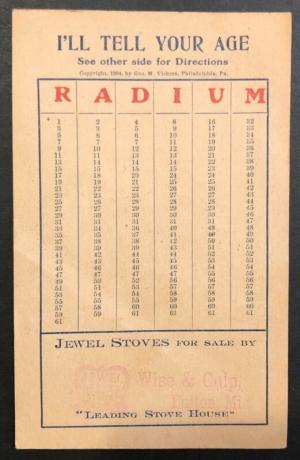 I'LL TELL YOUR AGE
See other side for Directions
Copyright, 1904, by Geo. M. Vickers, Philadelphia, Pa.
R A D I U M
1 2 4 8 16 32
3 3 5 9 17 33
5 6 6 10 18 34
7 7 7 11 19 35
9 10 12 12 20 36
11 11 13 13 21 37
13 14 14 14 22 38
15 15 15 15 23 39
17 18 20 24 24 40
19 19 21 25 25 41
21 22 22 26 26 42
23 23 23 27 27 43
25 26 28 28 28 44
27 27 29 29 29 45
29 30 30 30 30 46
31 31 31 31 31 47
33 34 36 40 48 48
35 35 37 41 49 49
37 38 38 42 50 50
39 39 39 43 51 51
41 42 44 44 52 52
43 43 45 45 53 53
45 46 46 46 54 54
47 47 47 47 55 55
49 50 52 56 56 56
51 51 53 57 57 57
53 54 54 58 58 58
55 55 55 59 59 59
57 58 60 60 60 60
59 59 61 61 61 61
61
JEWEL STOVES FOR SALE BY
Wise & Culp,
"LEADING STOVE HOUSE"